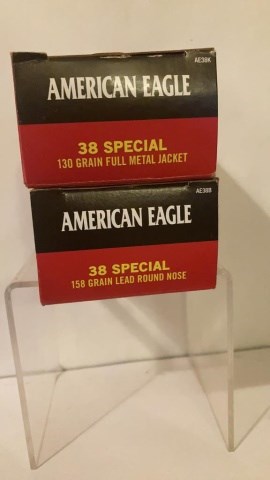 AE38K
AMERICAN EAGLE
38 SPECIAL
130 GRAIN FULL METAL JACKET
AE38B
AMERICAN EAGLE
38 SPECIAL
158 GRAIN LEAD ROUND NOSE